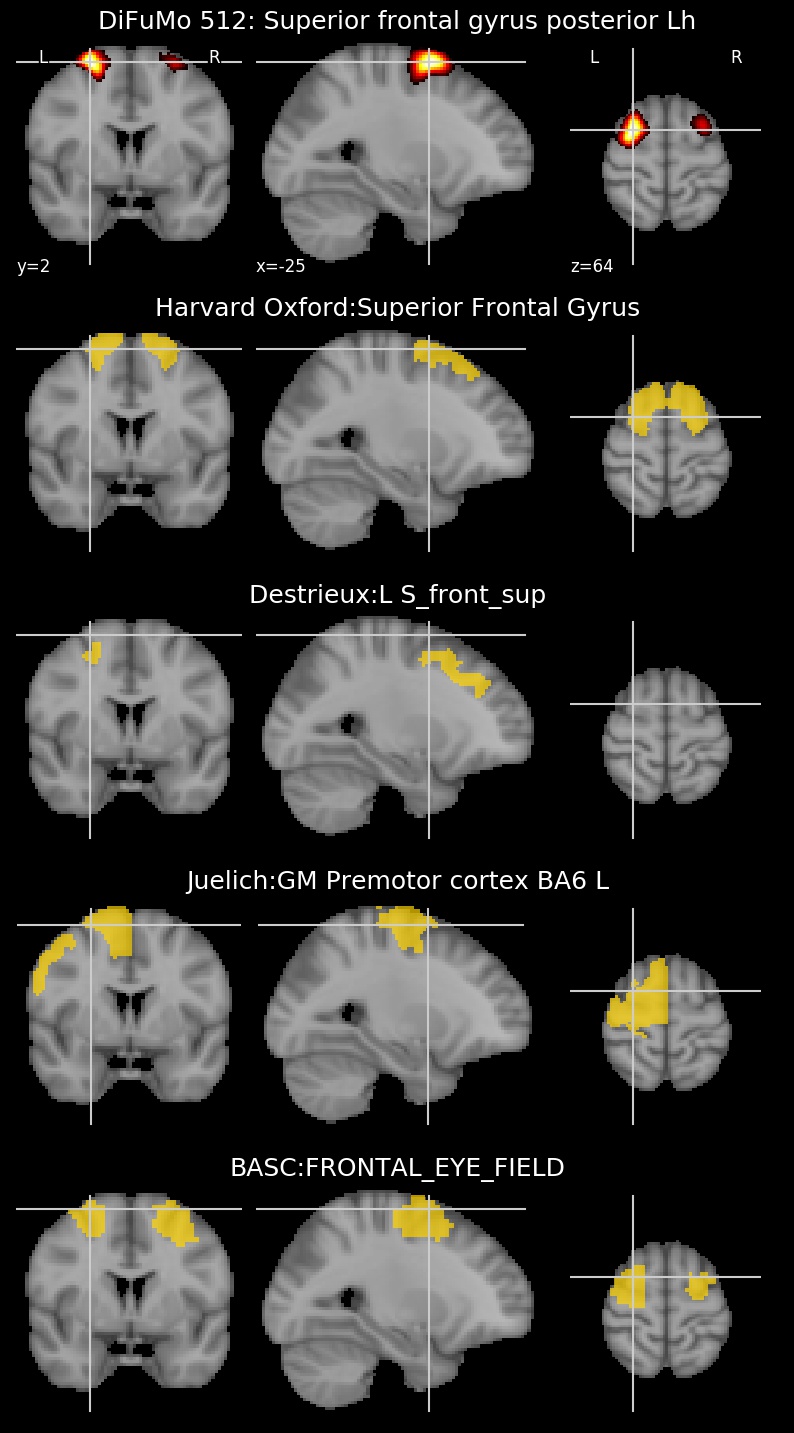 DiFuMo 512: Superior frontal gyrus posterior Lh
L R L R
y=2 x=-25 z=64
Harvard Oxford:Superior Frontal Gyrus
Destrieux:L S_front_sup
Juelich:GM Premotor cortex BA6 L
BASC:FRONTAL_EYE_FIELD